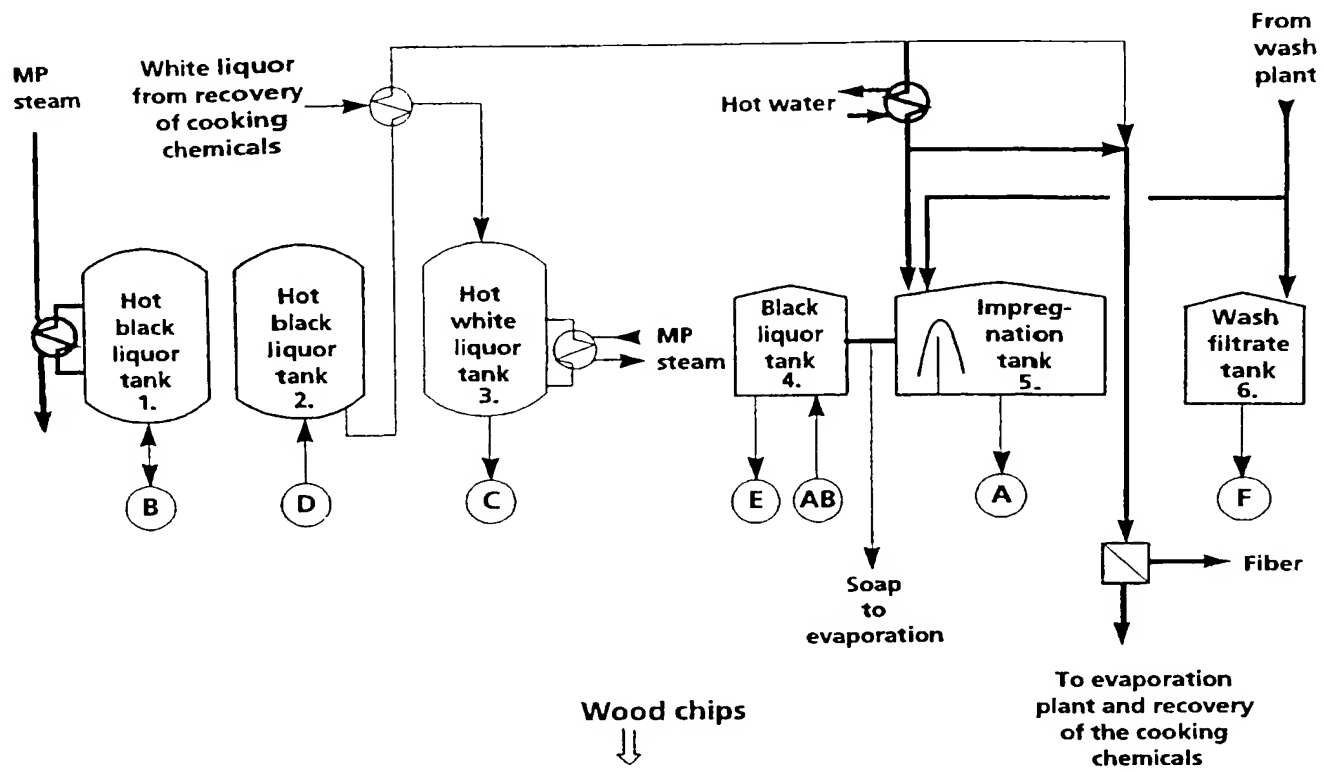 MP
steam
White liquor
from recovery
of cooking
chemicals
Hot water
From
wash
plant
Hot
black
liquor
tank
1.
Hot
black
liquor
tank
2.
Hot
white
liquor
tank
3.
MP
steam
Black
liquor
tank
4.
Impreg-
nation
tank
5.
Wash
filtrate
tank
6.
B
D
C
E
AB
A
F
Soap
to
evaporation
Fiber
To evaporation
plant and recovery
of the cooking
chemicals
Wood chips